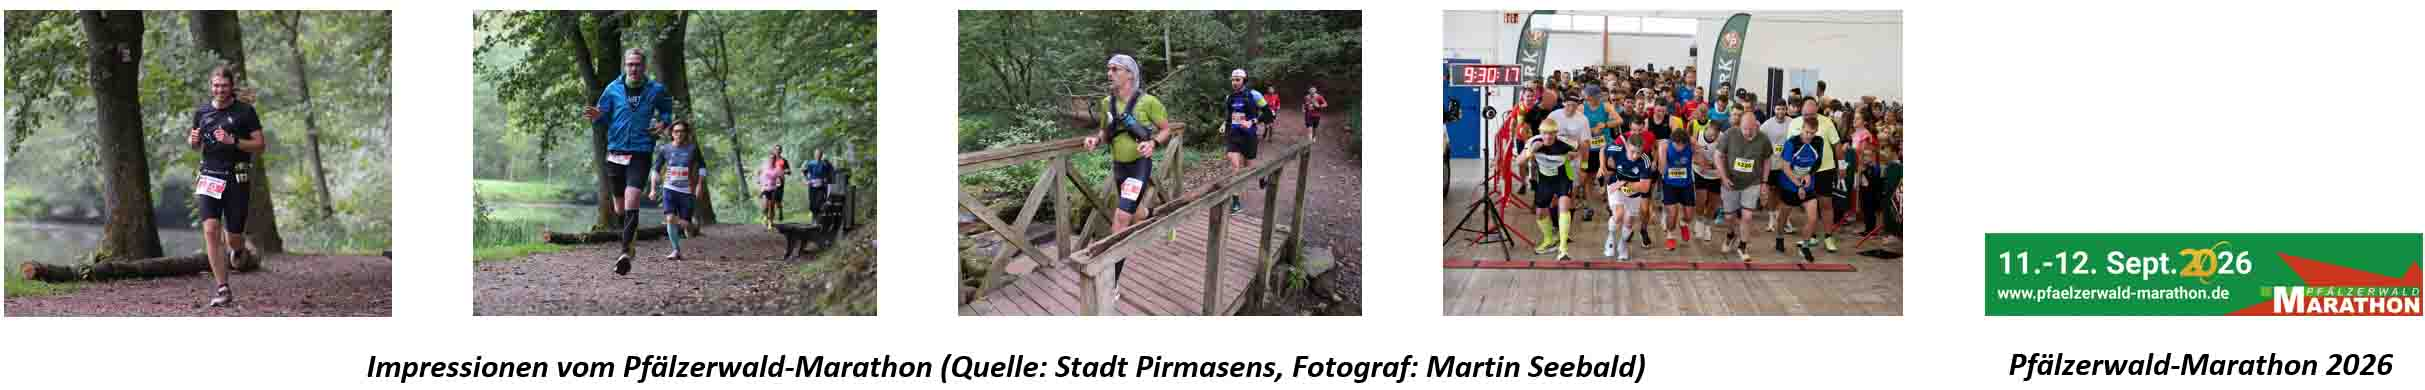 9:30:17
11.-12. Sept. 2026
www.pfaelzerwald-marathon.de
PFÄLZERWALD
MARATHON
Impressionen vom Pfälzerwald-Marathon (Quelle: Stadt Pirmasens, Fotograf: Martin Seebald)
Pfälzerwald-Marathon 2026